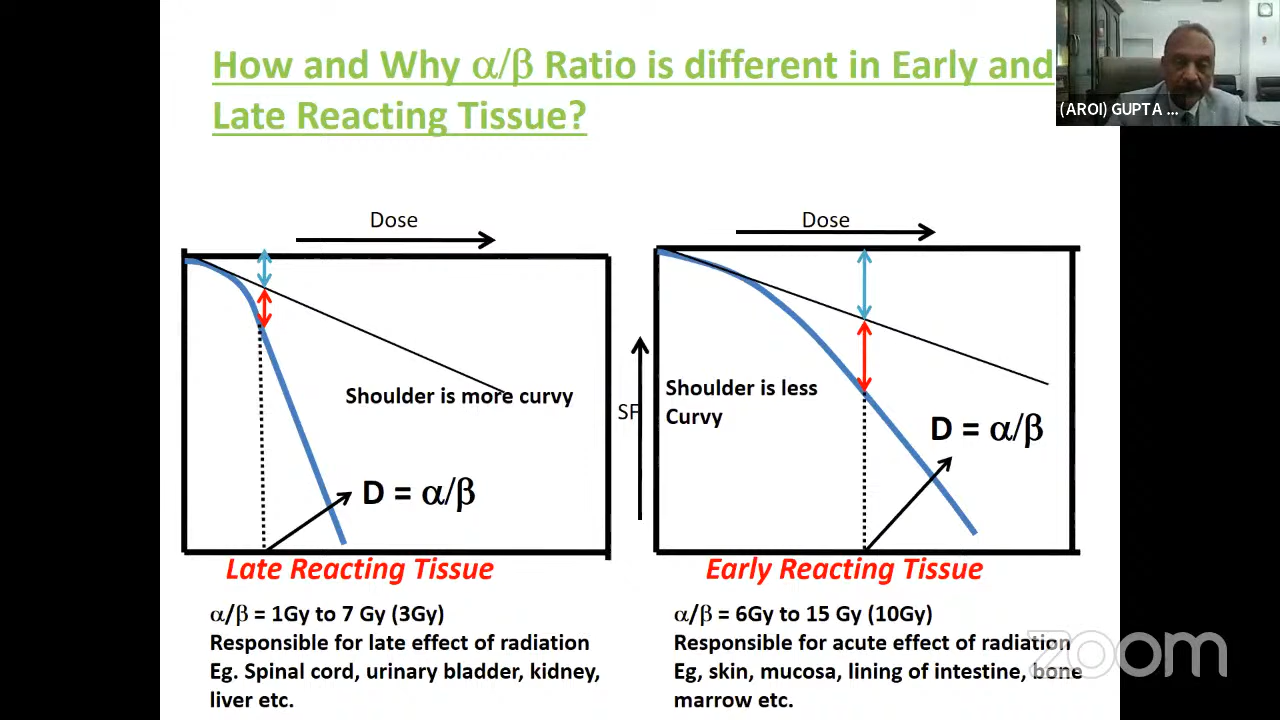 How and Why α/β Ratio is different in Early and
Late Reacting Tissue?
(AROI) GUPTA ...
Dose
Dose
Shoulder is more curvy
SF
Shoulder is less
Curvy
D = α/β
D = α/β
Late Reacting Tissue
α/β = 1Gy to 7 Gy (3Gy)
Responsible for late effect of radiation
Eg. Spinal cord, urinary bladder, kidney,
liver etc.
Early Reacting Tissue
α/β = 6Gy to 15 Gy (10Gy)
Responsible for acute effect of radiation
Eg, skin, mucosa, lining of intestine, bone
marrow etc.
zoom